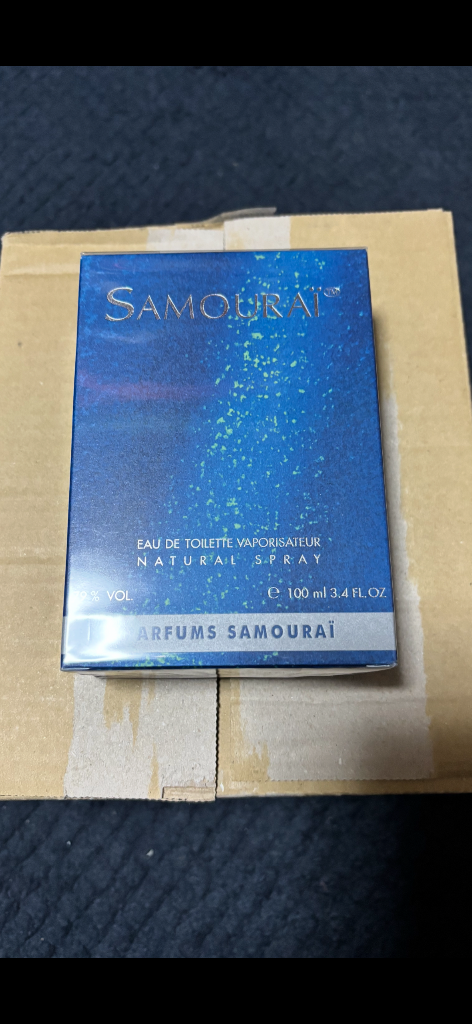 SAMOURAÏ
EAU DE TOILETTE VAPORISATEUR
NATURAL SPRAY
% VOL.
e 100 ml 3.4 FL.OZ
ARFUMS SAMOURAÏ